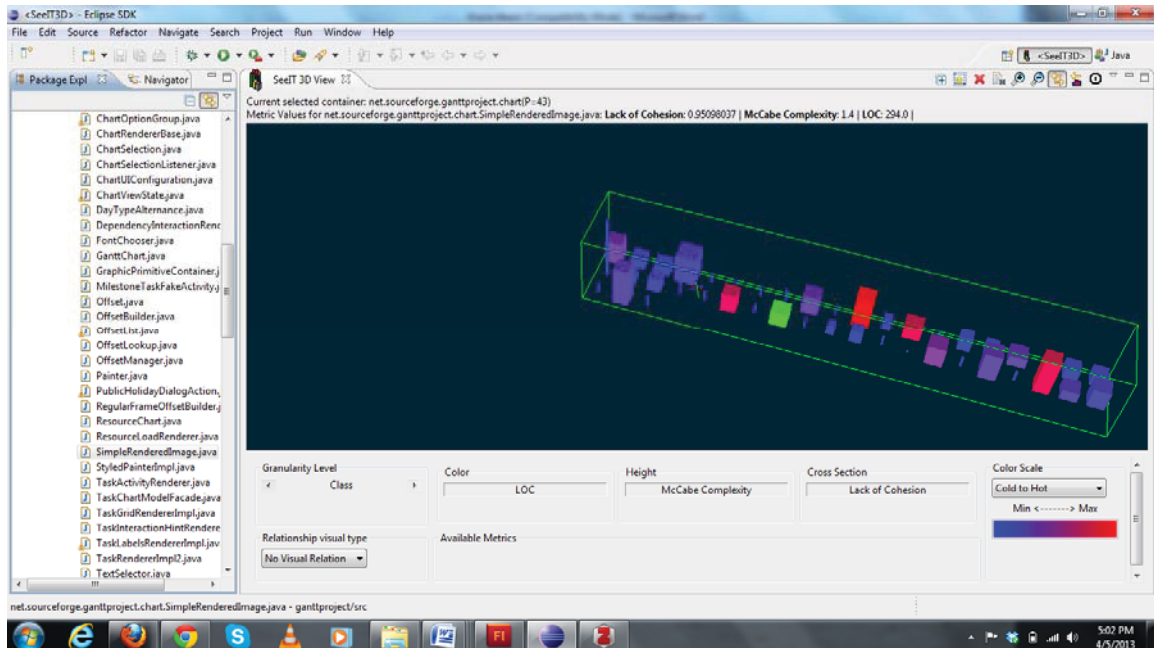 <SeeIT3D> - Eclipse SDK
File Edit Source Refactor Navigate Search Project Run Window Help
<SeeIT3D> Java
Package Expl Navigator
SeeIT 3D View
Current selected container: net.sourceforge.ganttproject.chart(P=43)
Metric Values for net.sourceforge.ganttproject.chart.SimpleRenderedImage.java: Lack of Cohesion: 0.95098037 | McCabe Complexity: 1.4 | LOC: 294.0 |
ChartOptionGroup.java
ChartRendererBase.java
ChartSelection.java
ChartSelectionListener.java
ChartUIConfiguration.java
ChartViewState.java
DayTypeAlternance.java
DependencyInteractionRenc
FontChooser.java
GanttChart.java
GraphicPrimitiveContainer.j
MilestoneTaskFakeActivity.j
Offset.java
OffsetBuilder.java
OffsetList.java
OffsetLookup.java
OffsetManager.java
Painter.java
PublicHolidayDialogAction.
RegularFrameOffsetBuilder.j
ResourceChart.java
ResourceLoadRenderer.java
SimpleRenderedImage.java
StyledPainterImpl.java
TaskActivityRenderer.java
TaskChartModelFacade.java
TaskGridRendererImpl.java
TaskInteractionHintRendere
TaskLabelsRendererImpl.jav
TaskRendererImpl2.java
TextSelector.java
Granularity Level
Class
Color
LOC
Height
McCabe Complexity
Cross Section
Lack of Cohesion
Color Scale
Cold to Hot
Min <-------> Max
Relationship visual type
No Visual Relation
Available Metrics
net.sourceforge.ganttproject.chart.SimpleRenderedImage.java - ganttproject/src
FI
5:02 PM
4/5/2013